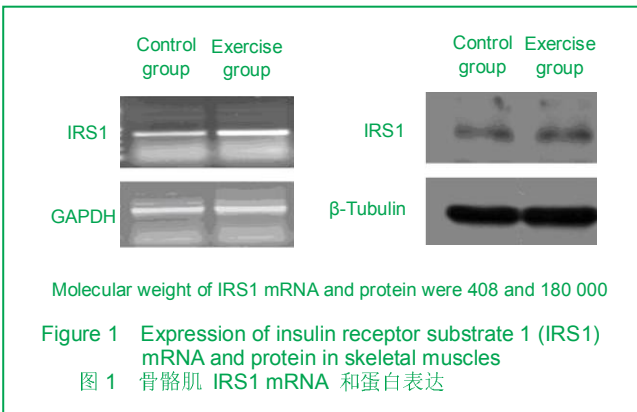 Control Exercise
group group
IRS1
GAPDH
Control Exercise
group group
IRS1
β-Tubulin
Molecular weight of IRS1 mRNA and protein were 408 and 180 000
Figure 1 Expression of insulin receptor substrate 1 (IRS1)
mRNA and protein in skeletal muscles
图 1 骨骼肌 IRS1 mRNA 和蛋白表达